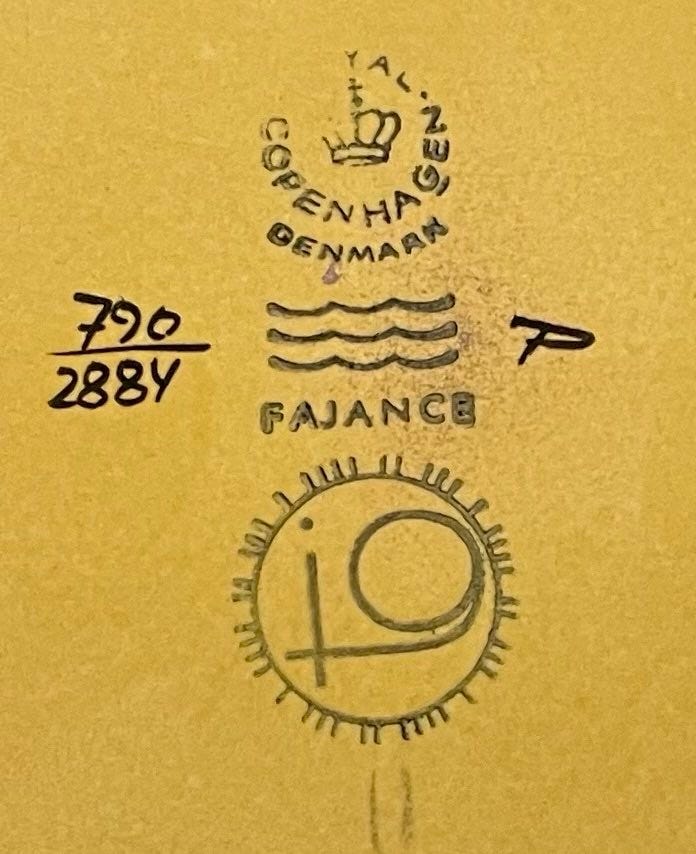 YAL.
COPENHAGEN
DENMARK
790
2884
FAJANCE